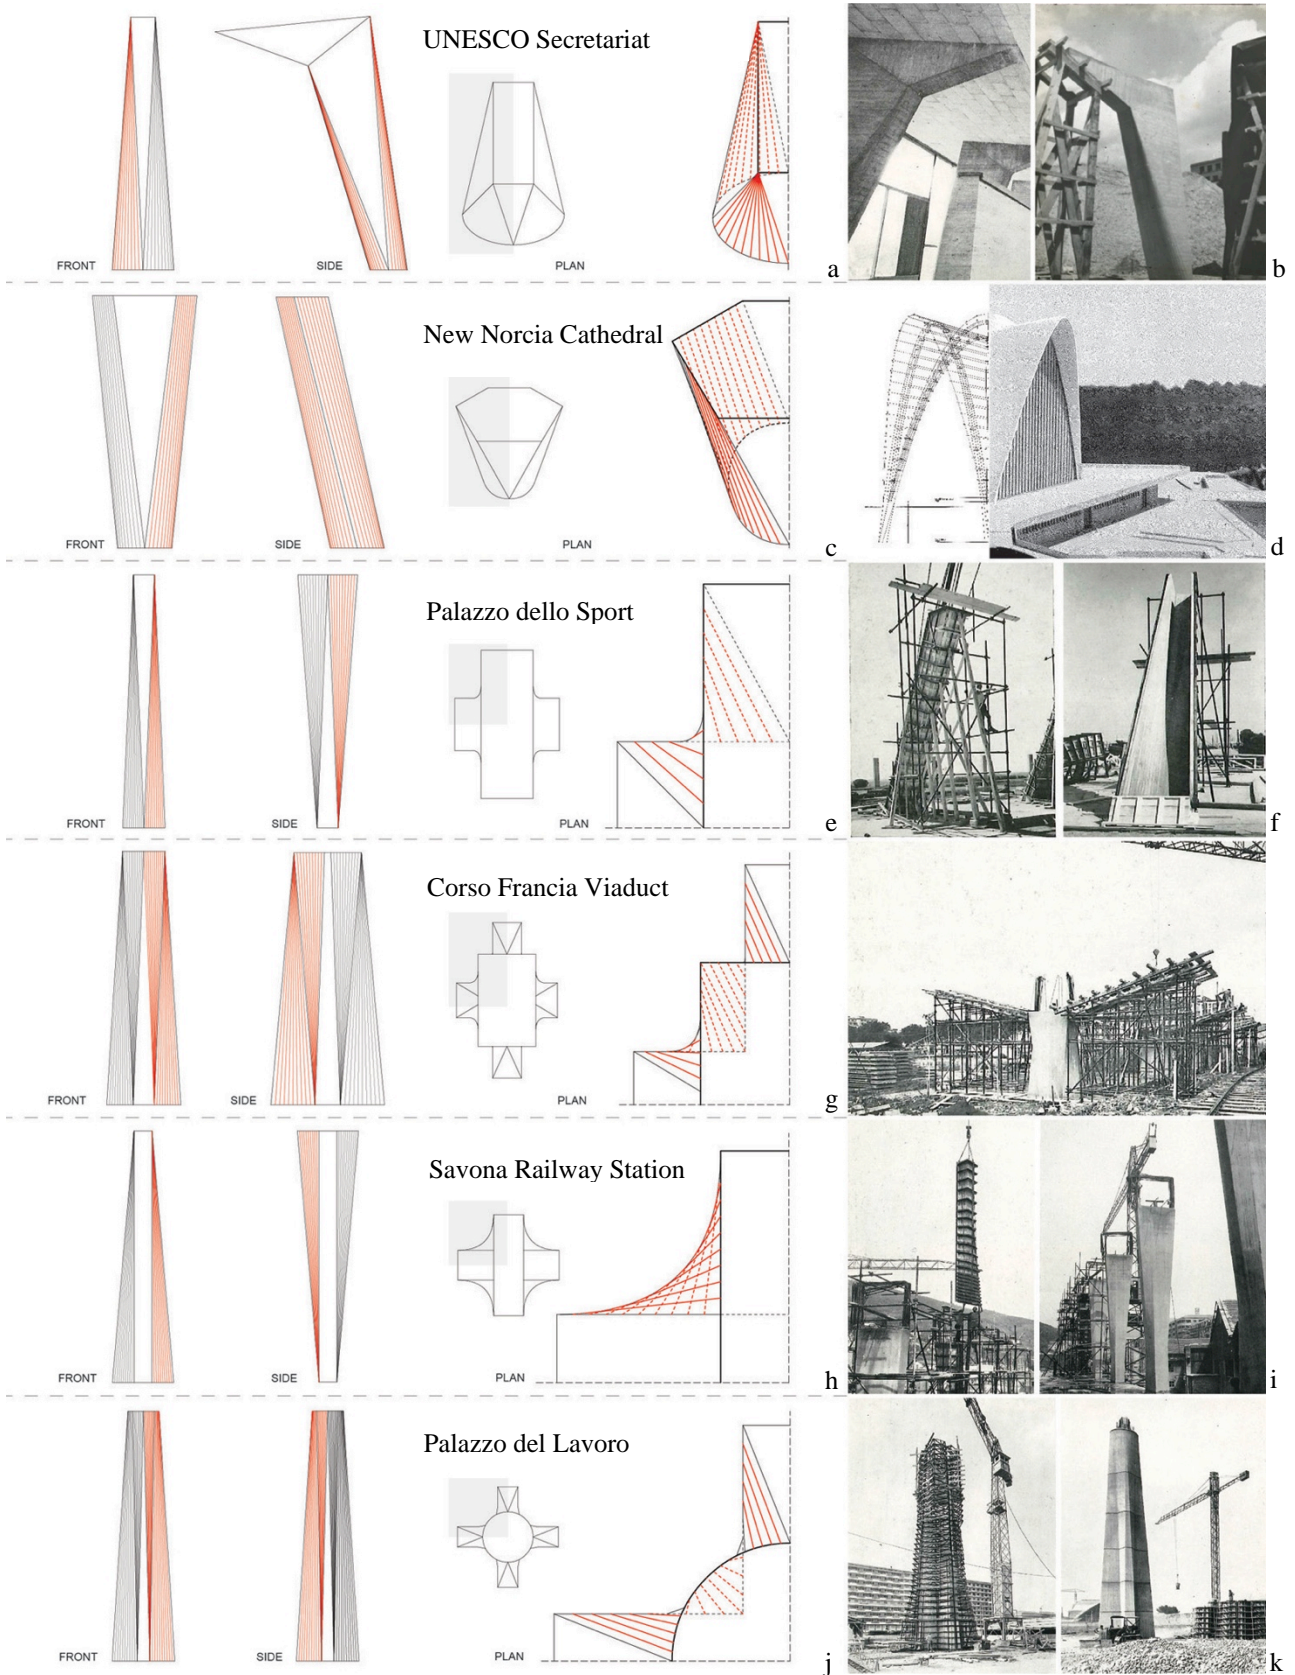 UNESCO Secretariat
FRONT SIDE PLAN a b
New Norcia Cathedral
FRONT SIDE PLAN c d
Palazzo dello Sport
FRONT SIDE PLAN e f
Corso Francia Viaduct
FRONT SIDE PLAN g
Savona Railway Station
FRONT SIDE PLAN h i
Palazzo del Lavoro
FRONT SIDE PLAN j k